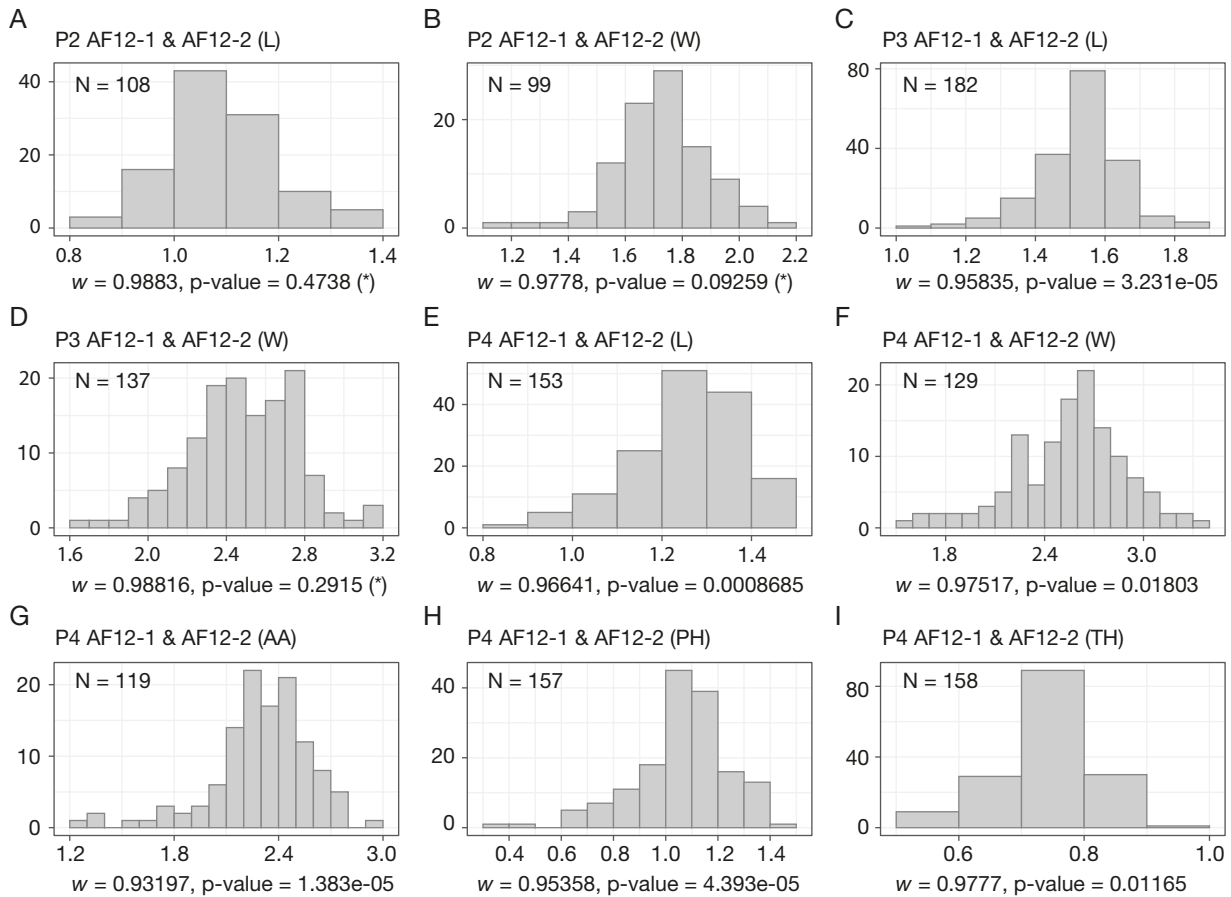 A
P2 AF12-1 & AF12-2 (L)
N = 108
40
20
0
0.8 1.0 1.2 1.4
w = 0.9883, p-value = 0.4738 (*)
B
P2 AF12-1 & AF12-2 (W)
N = 99
20
0
1.2 1.4 1.6 1.8 2.0 2.2
w = 0.9778, p-value = 0.09259 (*)
C
P3 AF12-1 & AF12-2 (L)
N = 182
80
40
0
1.0 1.2 1.4 1.6 1.8
w = 0.95835, p-value = 3.231e-05
D
P3 AF12-1 & AF12-2 (W)
N = 137
20
10
0
1.6 2.0 2.4 2.8 3.2
w = 0.98816, p-value = 0.2915 (*)
E
P4 AF12-1 & AF12-2 (L)
N = 153
40
20
0
0.8 1.0 1.2 1.4
w = 0.96641, p-value = 0.0008685
F
P4 AF12-1 & AF12-2 (W)
N = 129
20
10
0
1.8 2.4 3.0
w = 0.97517, p-value = 0.01803
G
P4 AF12-1 & AF12-2 (AA)
N = 119
20
10
0
1.2 1.8 2.4 3.0
w = 0.93197, p-value = 1.383e-05
H
P4 AF12-1 & AF12-2 (PH)
N = 157
40
20
0
0.4 0.6 0.8 1.0 1.2 1.4
w = 0.95358, p-value = 4.393e-05
I
P4 AF12-1 & AF12-2 (TH)
N = 158
80
40
0
0.6 0.8 1.0
w = 0.9777, p-value = 0.01165